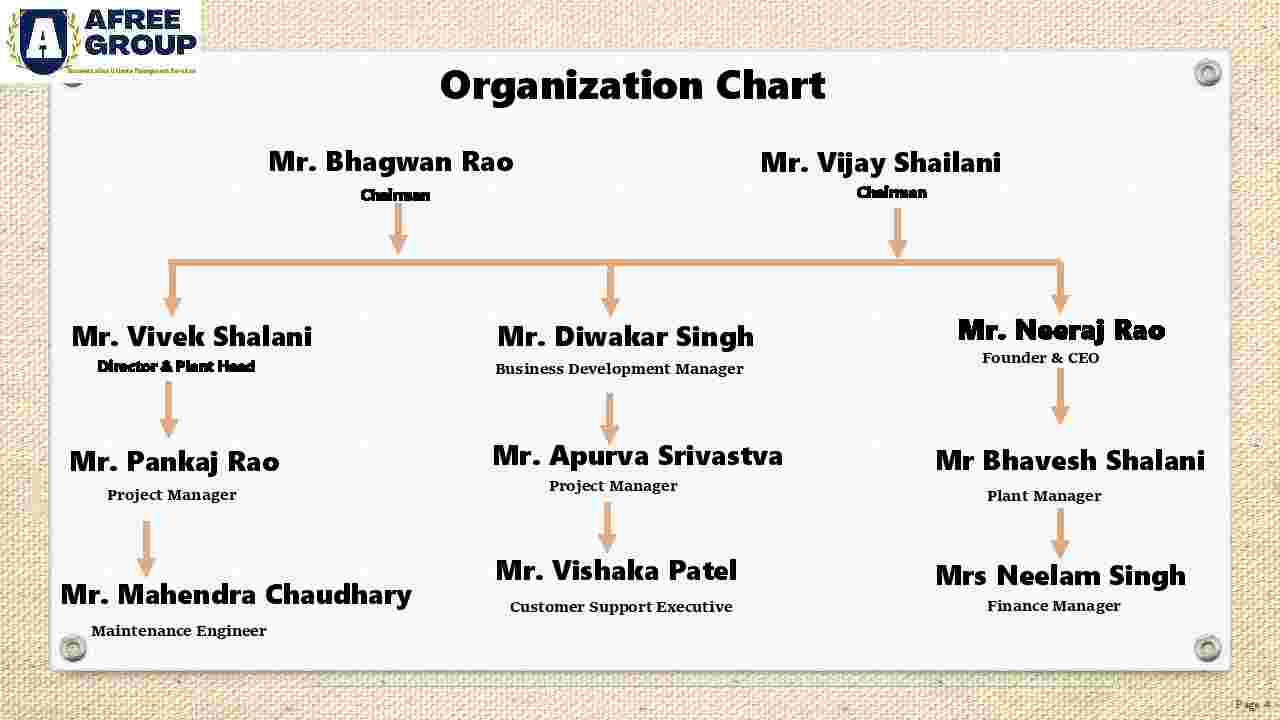 AFREE
GROUP
Organization Chart
Mr. Bhagwan Rao
Chairman
Mr. Vijay Shailani
Chairman
Mr. Vivek Shalani
Director & Plant Head
Mr. Diwakar Singh
Business Development Manager
Mr. Neeraj Rao
Founder & CEO
Mr. Pankaj Rao
Project Manager
Mr. Apurva Srivastva
Project Manager
Mr Bhavesh Shalani
Plant Manager
Mr. Mahendra Chaudhary
Maintenance Engineer
Mr. Vishaka Patel
Customer Support Executive
Mrs Neelam Singh
Finance Manager
Page 4